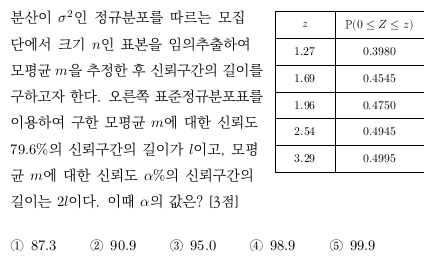 분산이 σ²인 정규분포를 따르는 모집
단에서 크기 n인 표본을 임의추출하여
모평균 m을 추정한 후 신뢰구간의 길이를
구하고자 한다. 오른쪽 표준정규분포표를
이용하여 구한 모평균 m에 대한 신뢰도
79.6%의 신뢰구간의 길이가 l이고, 모평
균 m에 대한 신뢰도 α%의 신뢰구간의
길이는 2l이다. 이때 α의 값은? [3점]
z P(0 ≤ Z ≤ z)
1.27 0.3980
1.69 0.4545
1.96 0.4750
2.54 0.4945
3.29 0.4995
① 87.3 ② 90.9 ③ 95.0 ④ 98.9 ⑤ 99.9